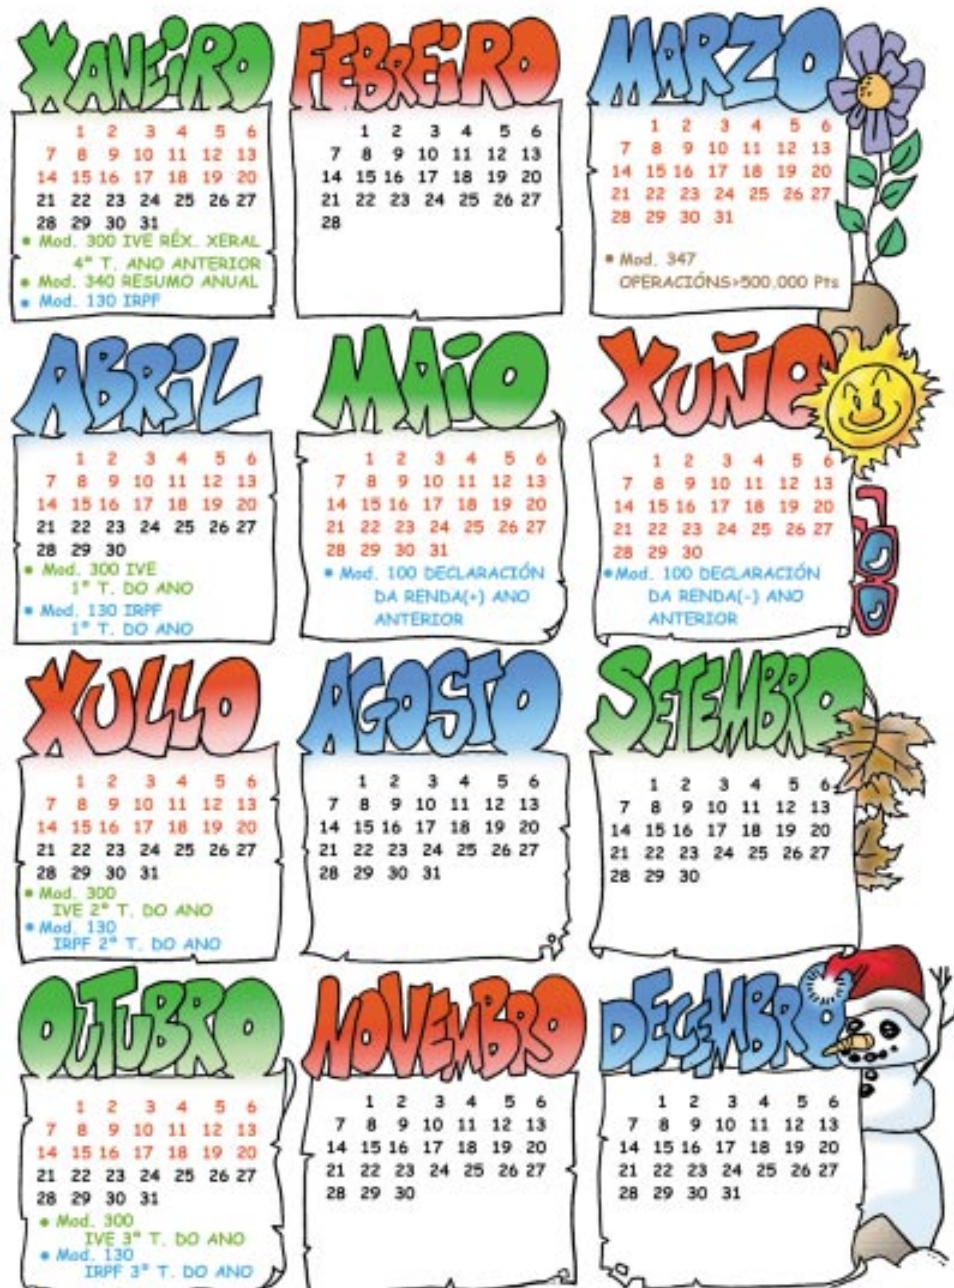 XANEIRO
1 2 3 4 5 6
7 8 9 10 11 12 13
14 15 16 17 18 19 20
21 22 23 24 25 26 27
28 29 30 31
• Mod. 300 IVE RÉX. XERAL
4º T. ANO ANTERIOR
• Mod. 340 RESUMO ANUAL
• Mod. 130 IRPF
FEBREIRO
1 2 3 4 5 6
7 8 9 10 11 12 13
14 15 16 17 18 19 20
21 22 23 24 25 26 27
28
MARZO
1 2 3 4 5 6
7 8 9 10 11 12 13
14 15 16 17 18 19 20
21 22 23 24 25 26 27
28 29 30 31
• Mod. 347
OPERACIÓNS>500.000 Pts
ABRIL
1 2 3 4 5 6
7 8 9 10 11 12 13
14 15 16 17 18 19 20
21 22 23 24 25 26 27
28 29 30
• Mod. 300 IVE
1º T. DO ANO
• Mod. 130 IRPF
1º T. DO ANO
MAIO
1 2 3 4 5 6
7 8 9 10 11 12 13
14 15 16 17 18 19 20
21 22 23 24 25 26 27
28 29 30 31
• Mod. 100 DECLARACIÓN
DA RENDA(+) ANO
ANTERIOR
XUÑO
1 2 3 4 5 6
7 8 9 10 11 12 13
14 15 16 17 18 19 20
21 22 23 24 25 26 27
28 29 30
• Mod. 100 DECLARACIÓN
DA RENDA(-) ANO
ANTERIOR
XULLO
1 2 3 4 5 6
7 8 9 10 11 12 13
14 15 16 17 18 19 20
21 22 23 24 25 26 27
28 29 30 31
• Mod. 300
IVE 2º T. DO ANO
• Mod. 130
IRPF 2º T. DO ANO
AGOSTO
1 2 3 4 5 6
7 8 9 10 11 12 13
14 15 16 17 18 19 20
21 22 23 24 25 26 27
28 29 30 31
SETEMBRO
1 2 3 4 5 6
7 8 9 10 11 12 13
14 15 16 17 18 19 20
21 22 23 24 25 26 27
28 29 30
OUTUBRO
1 2 3 4 5 6
7 8 9 10 11 12 13
14 15 16 17 18 19 20
21 22 23 24 25 26 27
28 29 30 31
• Mod. 300
IVE 3º T. DO ANO
• Mod. 130
IRPF 3º T. DO ANO
NOVEMBRO
1 2 3 4 5 6
7 8 9 10 11 12 13
14 15 16 17 18 19 20
21 22 23 24 25 26 27
28 29 30
DECEMBRO
1 2 3 4 5 6
7 8 9 10 11 12 13
14 15 16 17 18 19 20
21 22 23 24 25 26 27
28 29 30 31